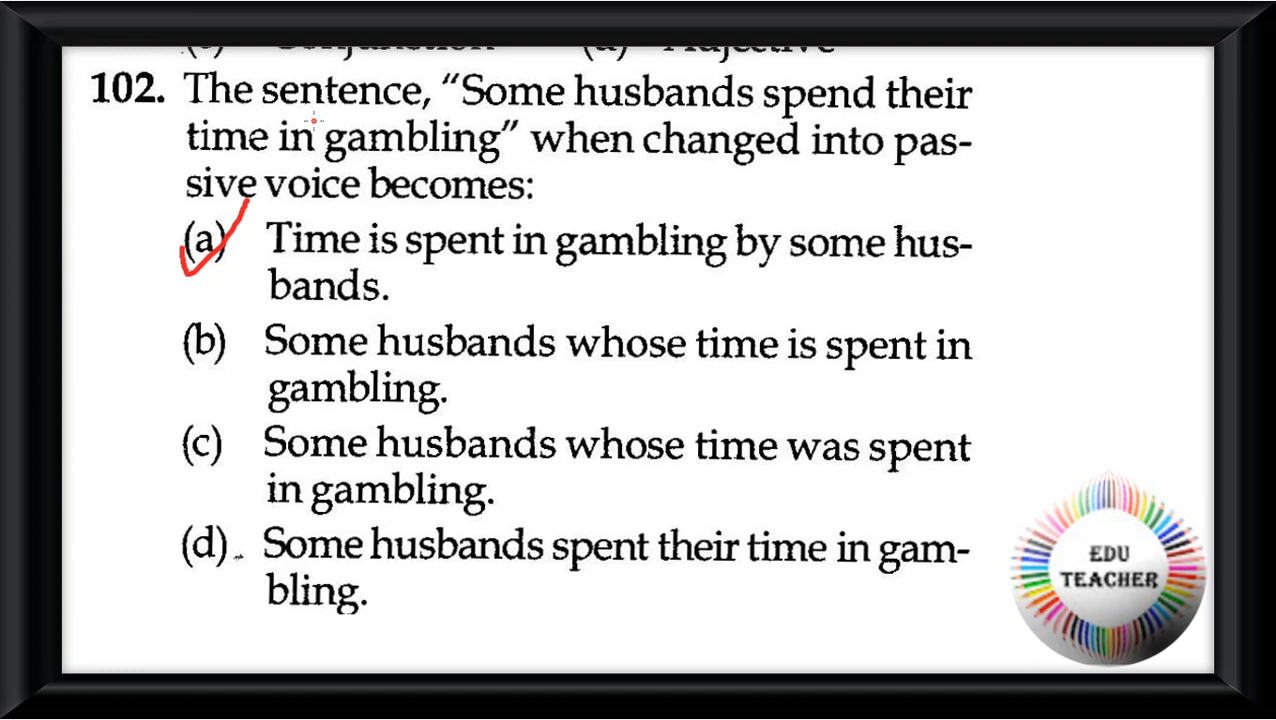 102. The sentence, “Some husbands spend their
time in gambling” when changed into pas-
sive voice becomes:
(a) Time is spent in gambling by some hus-
bands.
(b) Some husbands whose time is spent in
gambling.
(c) Some husbands whose time was spent
in gambling.
(d) Some husbands spent their time in gam-
bling.
EDU
TEACHER